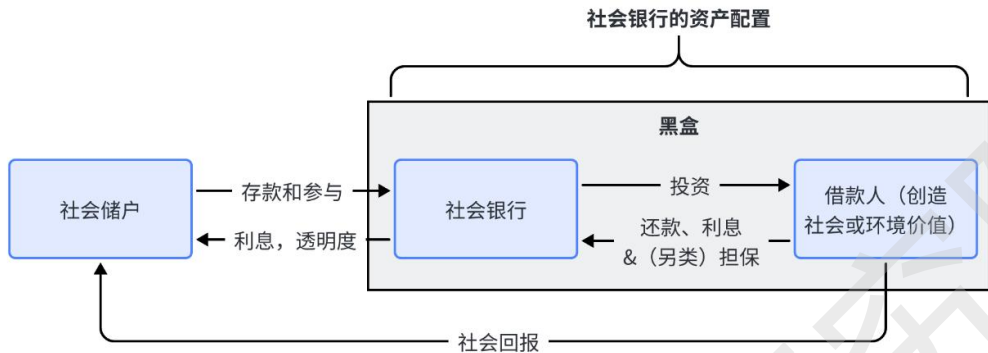 社会银行的资产配置
黑盒
社会储户
存款和参与
利息，透明度
社会银行
投资
还款、利息
&（另类）担保
借款人（创造
社会或环境价值）
社会回报